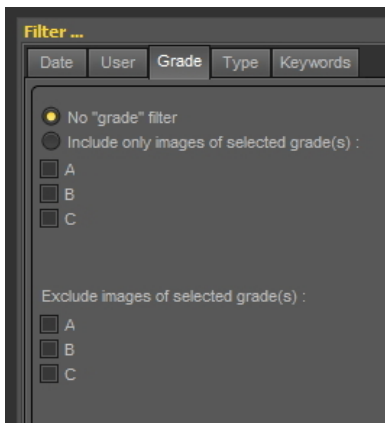 Filter ...
Date User Grade Type Keywords
No "grade" filter
Include only images of selected grade(s) :
A
B
C
Exclude images of selected grade(s) :
A
B
C